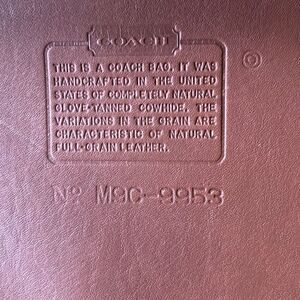 COACH
THIS IS A COACH BAG. IT WAS
HANDCRAFTED IN THE UNITED
STATES OF COMPLETELY NATURAL
GLOVE-TANNED COWHIDE. THE
VARIATIONS IN THE GRAIN ARE
CHARACTERISTIC OF NATURAL
FULL-GRAIN LEATHER.
©
Nº M9C-9953